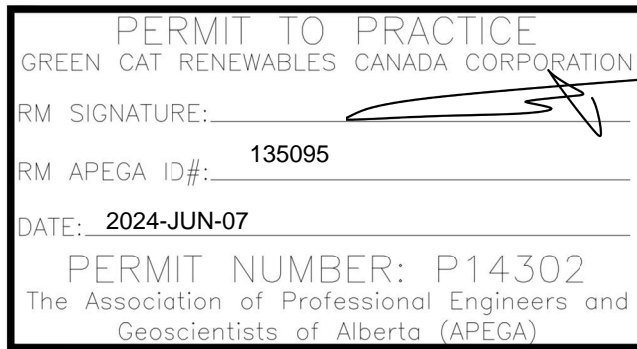 PERMIT TO PRACTICE
GREEN CAT RENEWABLES CANADA CORPORATION
RM SIGNATURE:
RM APEGA ID#: 135095
DATE: 2024-JUN-07
PERMIT NUMBER: P14302
The Association of Professional Engineers and
Geoscientists of Alberta (APEGA)